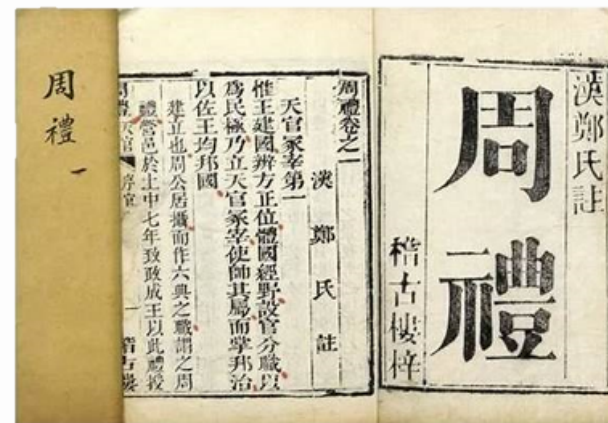 漢鄭氏註
周禮
稽古樓梓
周禮卷之一
漢鄭氏註
天官冢宰第一
惟王建國辨方正位體國經野設官分職以
爲民極乃立天官冢宰使帥其屬而掌邦治
以佐王均邦國
建立也周公居攝而作六典之職謂之周
禮營邑於土中七年致政成王以此禮授
周禮天官 序官 一 稽古樓
周禮 一